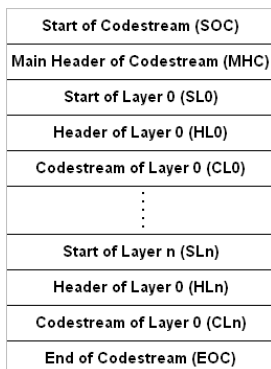 Start of Codestream (SOC)
Main Header of Codestream (MHC)
Start of Layer 0 (SL0)
Header of Layer 0 (HL0)
Codestream of Layer 0 (CL0)
Start of Layer n (SLn)
Header of Layer 0 (HLn)
Codestream of Layer 0 (CLn)
End of Codestream (EOC)